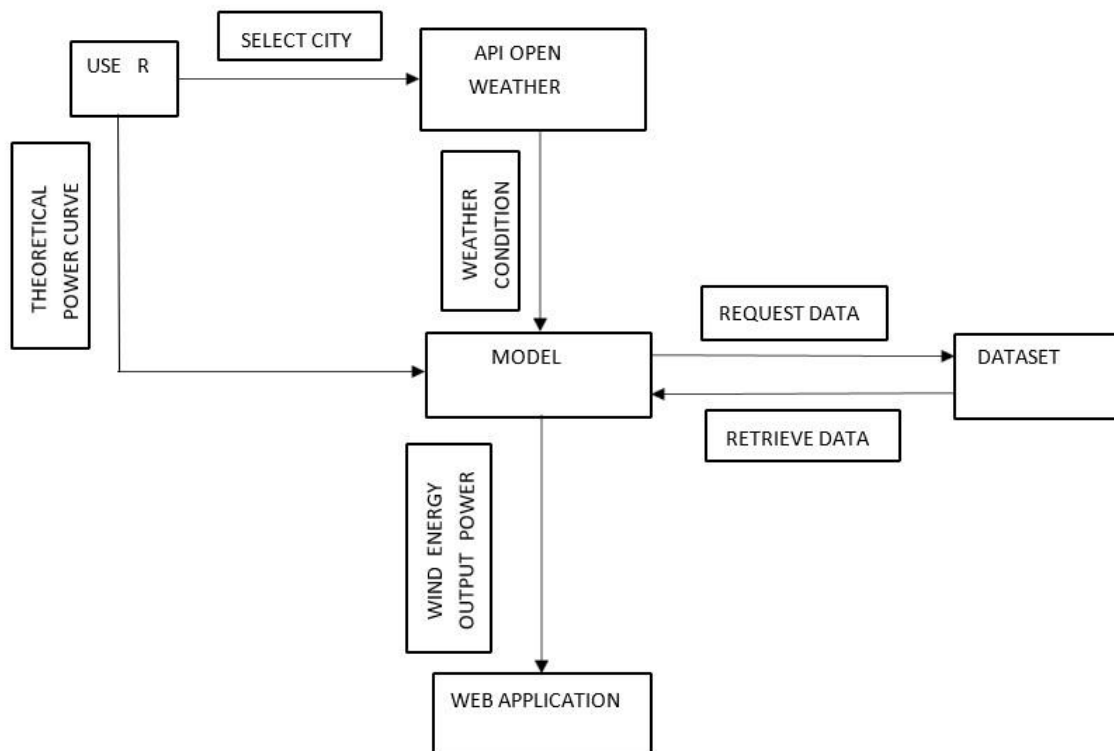 SELECT CITY
USE R
API OPEN
WEATHER
THEORETICAL
POWER CURVE
WEATHER
CONDITION
REQUEST DATA
MODEL
DATASET
RETRIEVE DATA
WIND ENERGY
OUTPUT POWER
WEB APPLICATION